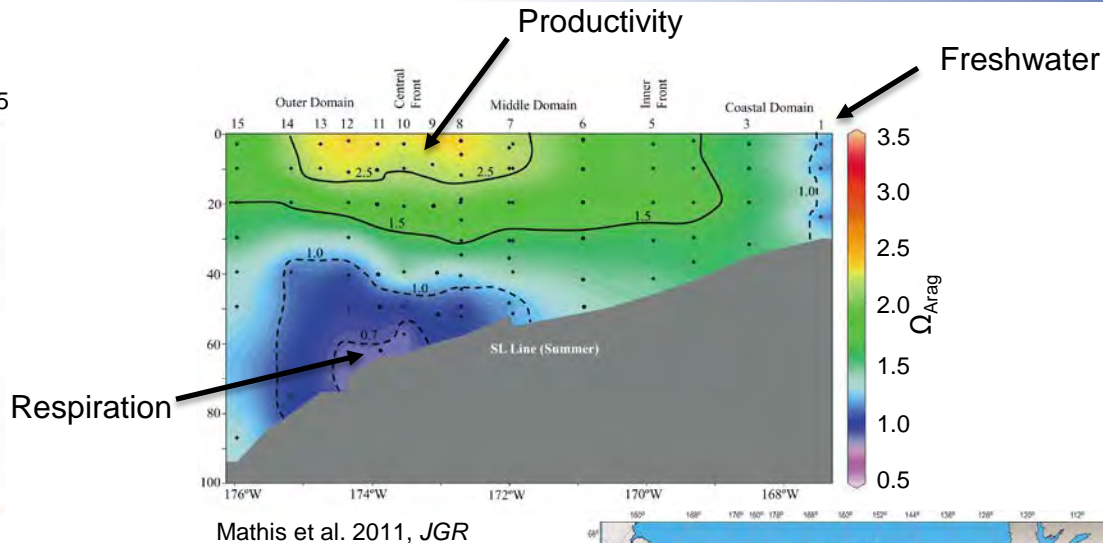 Productivity
Freshwater
5
Outer Domain
Central Front
Middle Domain
Inner Front
Coastal Domain
15 14 13 12 11 10 9 8 7 6 5 3 1
0
20
40
60
80
100
2.5 2.5
1.5 1.5
1.0 1.0 1.0
0.7
SL Line (Summer)
Respiration
3.5
3.0
2.5
2.0
1.5
1.0
0.5
ΩArag
176°W 174°W 172°W 170°W 168°W
Mathis et al. 2011, JGR